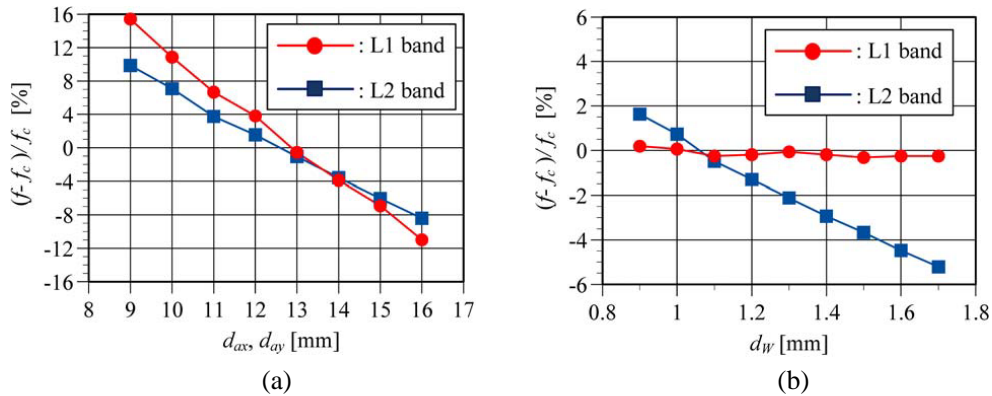 16
12
8
4
0
-4
-8
-12
-16
(f-fc)/fc [%]
: L1 band
: L2 band
8 9 10 11 12 13 14 15 16 17
dax, day [mm]
(a)
6
4
2
0
-2
-4
-6
(f-fc)/fc [%]
: L1 band
: L2 band
0.8 1 1.2 1.4 1.6 1.8
dW [mm]
(b)